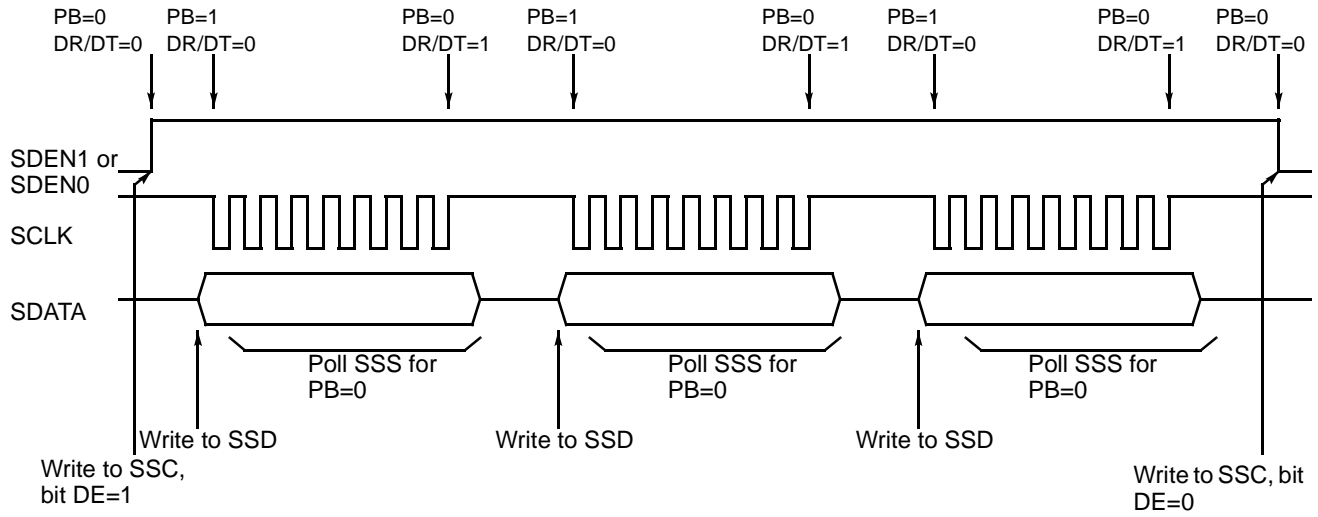 PB=0 PB=1 PB=0 PB=1 PB=0 PB=1 PB=0 PB=0
DR/DT=0 DR/DT=0 DR/DT=1 DR/DT=0 DR/DT=1 DR/DT=0 DR/DT=1 DR/DT=0
SDEN1 or
SDEN0
SCLK
SDATA
Poll SSS for Poll SSS for Poll SSS for
PB=0 PB=0 PB=0
Write to SSD Write to SSD Write to SSD
Write to SSC,
bit DE=1
Write to SSC, bit
DE=0